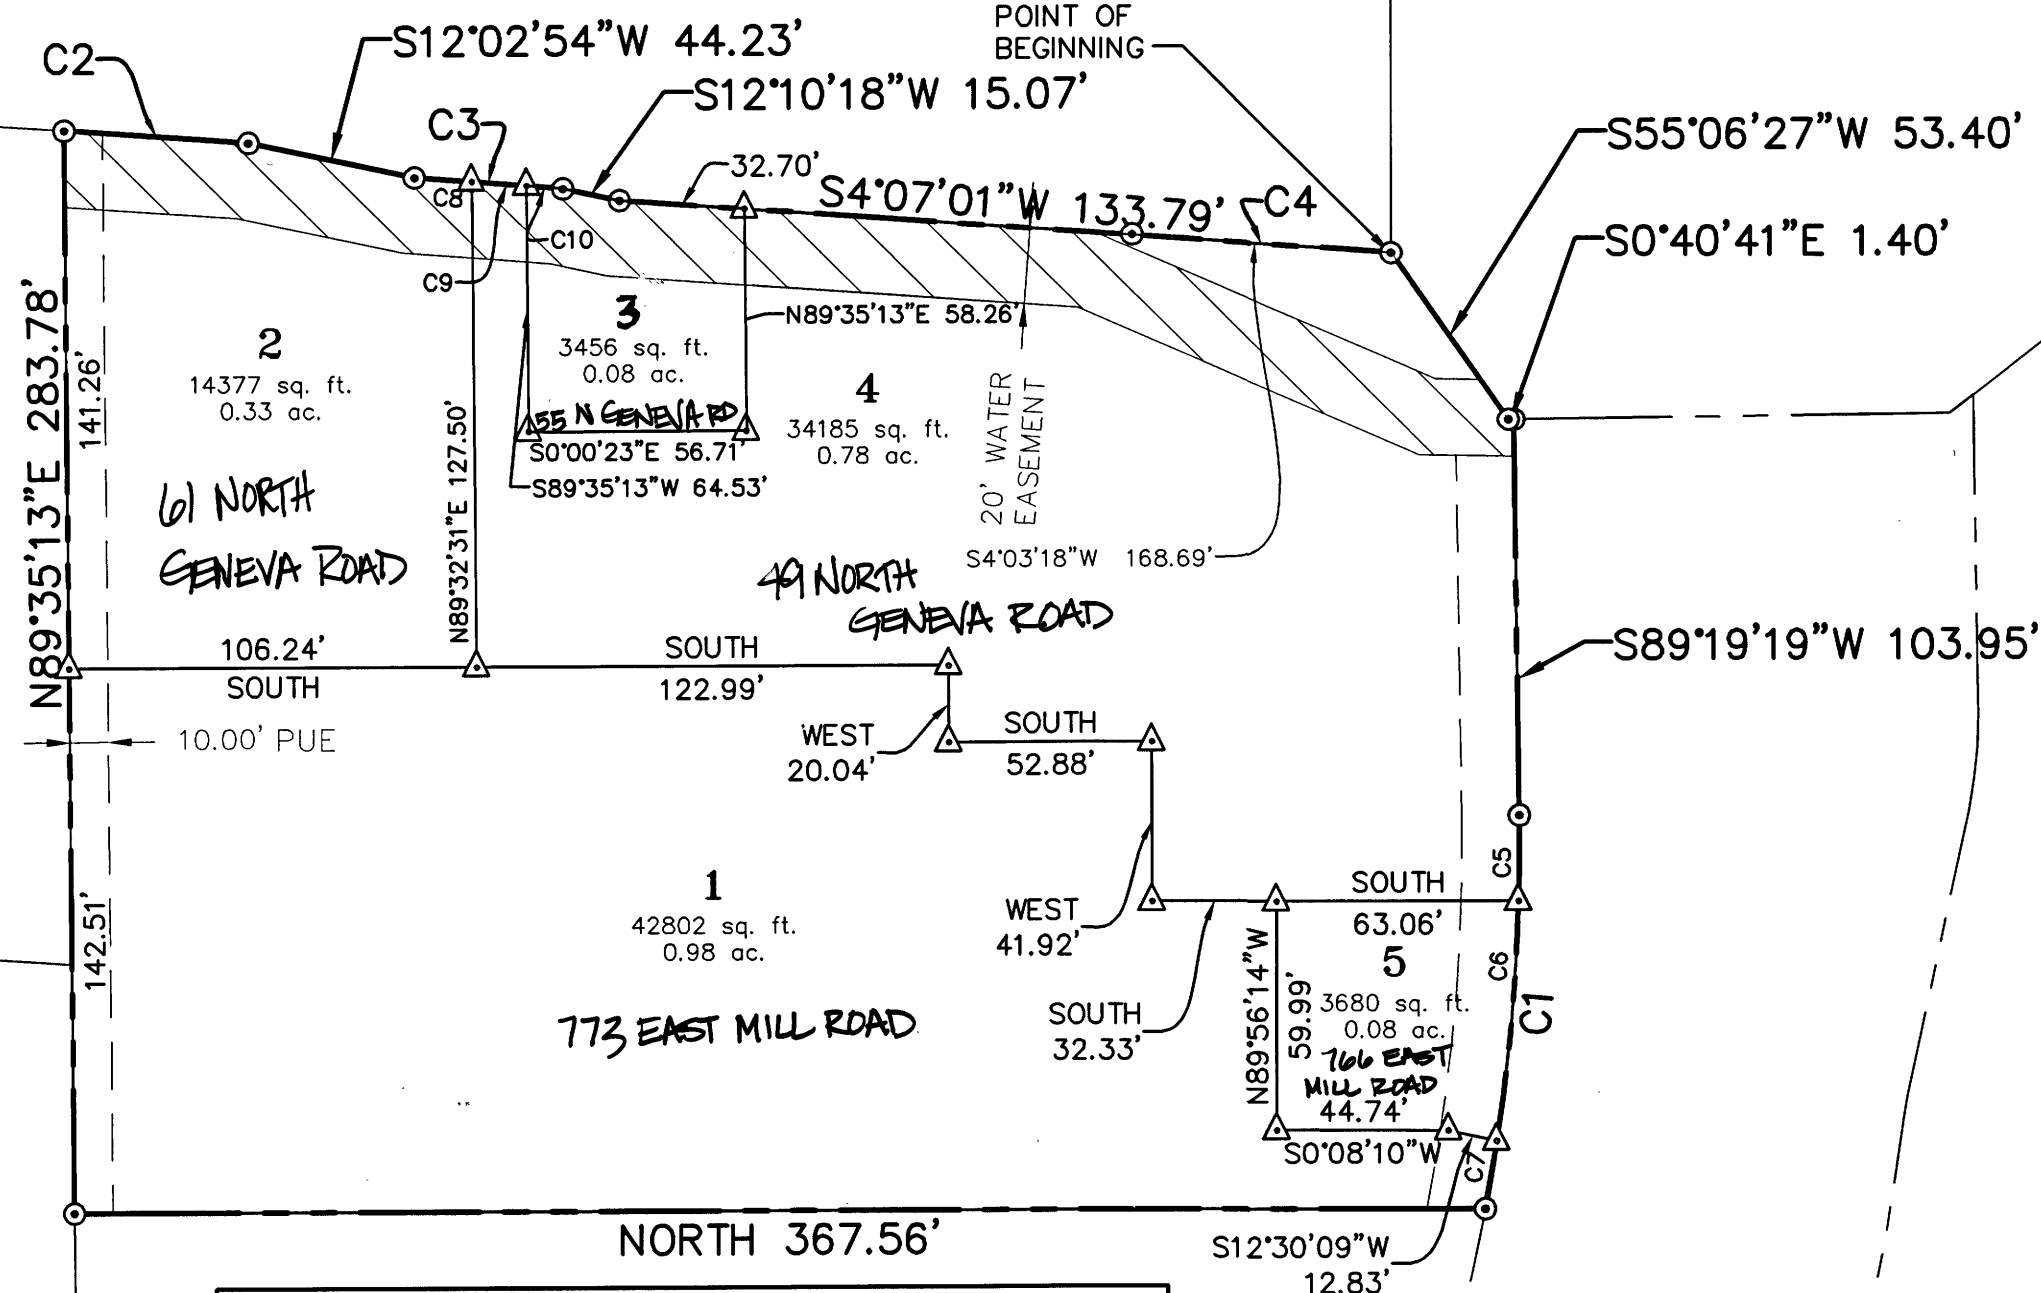 POINT OF
BEGINNING
C2
S12°02'54"W 44.23'
S12°10'18"W 15.07'
C3
32.70'
S4°07'01"W 133.79'
C4
S55°06'27"W 53.40'
S0°40'41"E 1.40'
C8
C10
C9
N89°35'13"E 283.78'
141.26'
2
14377 sq. ft.
0.33 ac.
61 NORTH
GENEVA ROAD
N89°32'31"E 127.50'
3
3456 sq. ft.
0.08 ac.
55 N GENEVA RD
S0°00'23"E 56.71'
S89°35'13"W 64.53'
N89°35'13"E 58.26'
4
34185 sq. ft.
0.78 ac.
20' WATER
EASEMENT
S4°03'18"W 168.69'
49 NORTH
GENEVA ROAD
S89°19'19"W 103.95'
106.24'
SOUTH
SOUTH
122.99'
10.00' PUE
WEST
20.04'
SOUTH
52.88'
142.51'
1
42802 sq. ft.
0.98 ac.
773 EAST MILL ROAD
WEST
41.92'
SOUTH
32.33'
C5
SOUTH
63.06'
C6
C1
5
3680 sq. ft.
0.08 ac.
N89°56'14"W
59.99'
766 EAST
MILL ROAD
44.74'
S0°08'10"W
C7
S12°30'09"W
12.83'
NORTH 367.56'